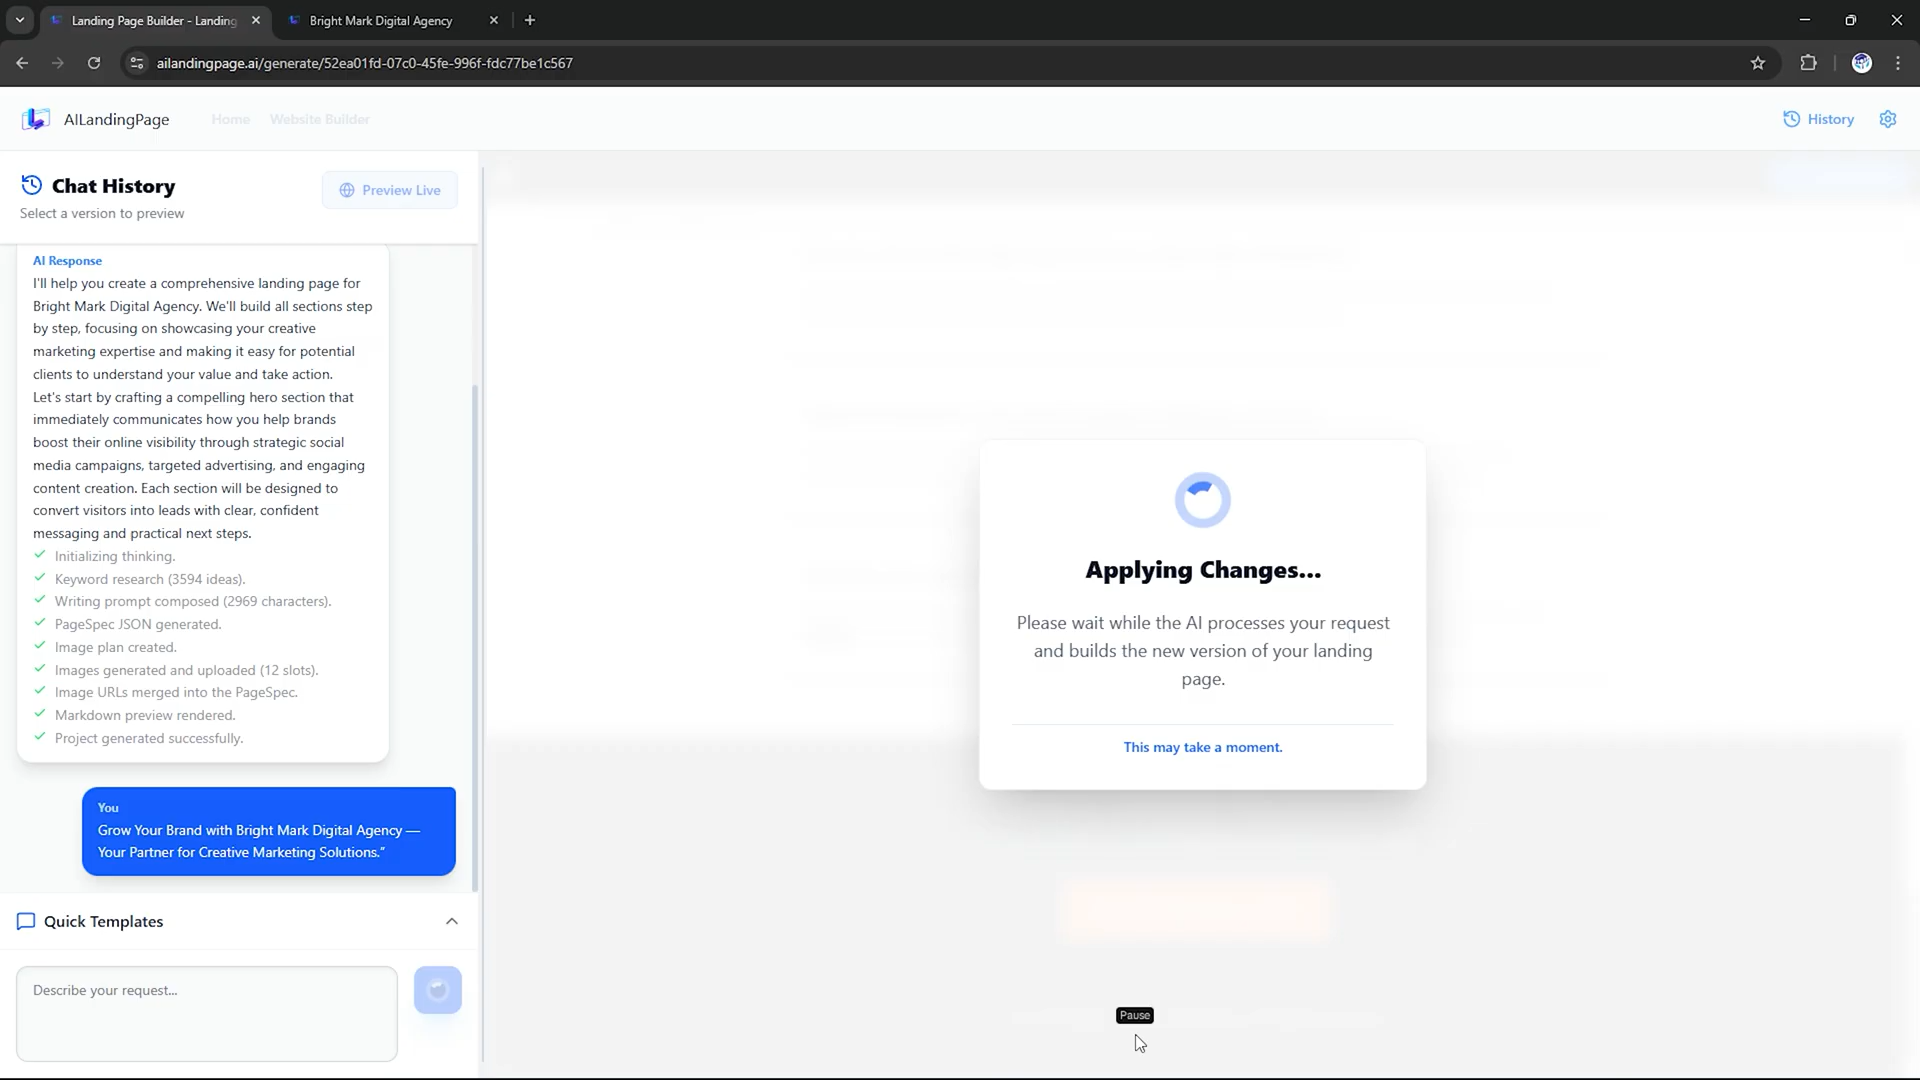 Landing Page Builder - Landing
Bright Mark Digital Agency
ailandingpage.ai/generate/52ea01fd-07c0-45fe-996f-fdc77be1c567
AILandingPage
Home
Website Builder
History
Chat History
Select a version to preview
Preview Live
AI Response
I'll help you create a comprehensive landing page for
Bright Mark Digital Agency. We'll build all sections step
by step, focusing on showcasing your creative
marketing expertise and making it easy for potential
clients to understand your value and take action.
Let's start by crafting a compelling hero section that
immediately communicates how you help brands
boost their online visibility through strategic social
media campaigns, targeted advertising, and engaging
content creation. Each section will be designed to
convert visitors into leads with clear, confident
messaging and practical next steps.
Initializing thinking.
Keyword research (3594 ideas).
Writing prompt composed (2969 characters).
PageSpec JSON generated.
Image plan created.
Images generated and uploaded (12 slots).
Image URLs merged into the PageSpec.
Markdown preview rendered.
Project generated successfully.
You
Grow Your Brand with Bright Mark Digital Agency —
Your Partner for Creative Marketing Solutions.”
Quick Templates
Describe your request...
Applying Changes...
Please wait while the AI processes your request
and builds the new version of your landing
page.
This may take a moment.
Pause